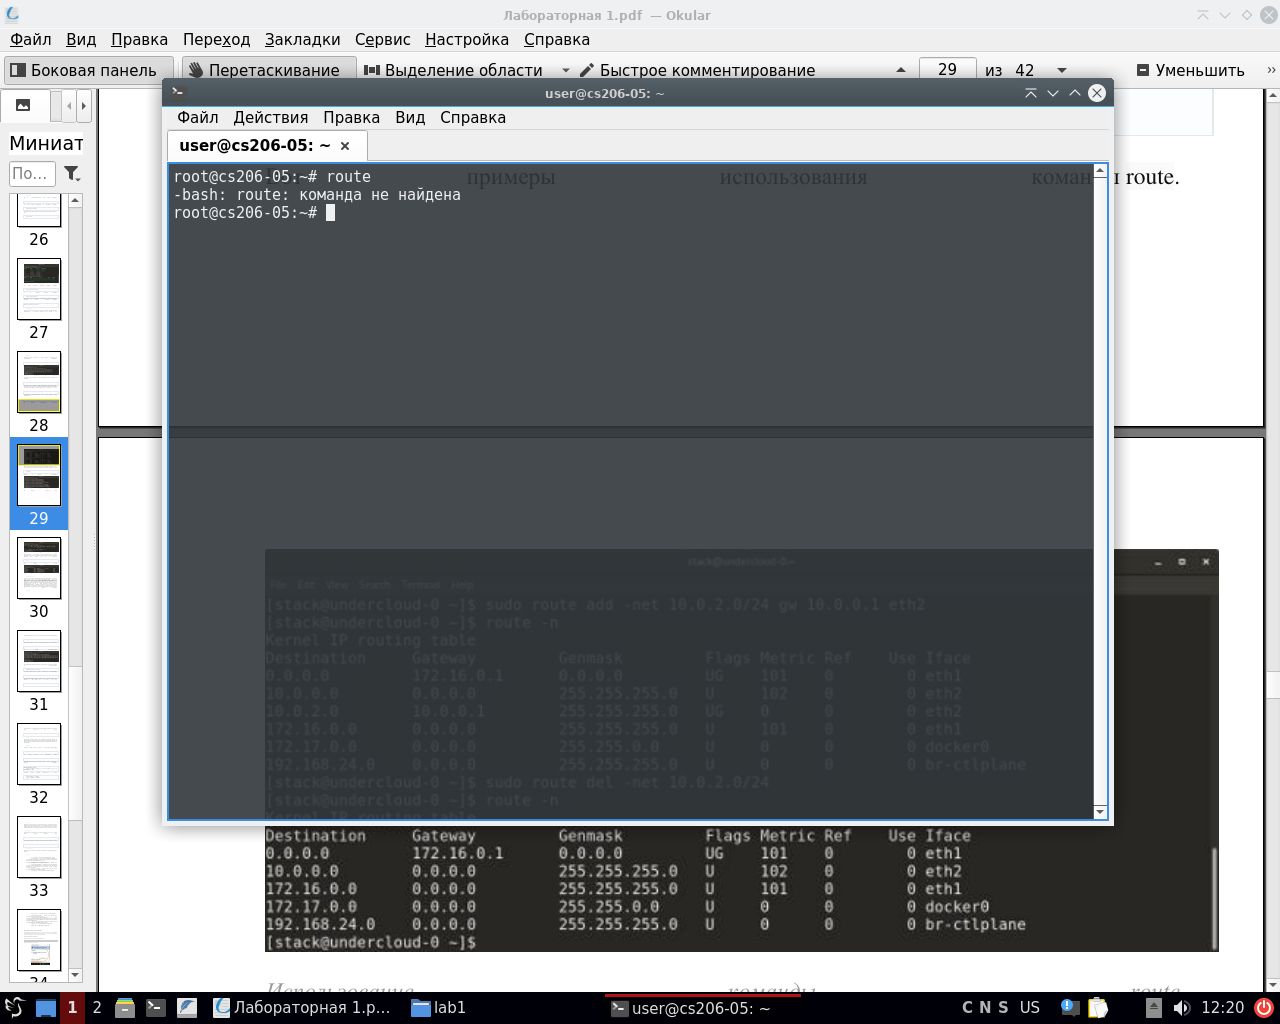 Лабораторная 1.pdf — Okular
Файл Вид Правка Переход Закладки Сервис Настройка Справка
Боковая панель Перетаскивание Выделение области Быстрое комментирование 29 из 42 Уменьшить
user@cs206-05: ~
Файл Действия Правка Вид Справка
user@cs206-05: ~
Миниат
По...
примеры использования команды route.
root@cs206-05:~# route
-bash: route: команда не найдена
root@cs206-05:~#
26
27
28
29
30
31
32
33
34
stack@undercloud-0:~
File Edit View Search Terminal Help
[stack@undercloud-0 ~]$ sudo route add -net 10.0.2.0/24 gw 10.0.0.1 eth2
[stack@undercloud-0 ~]$ route -n
Kernel IP routing table
Destination Gateway Genmask Flags Metric Ref Use Iface
0.0.0.0 172.16.0.1 0.0.0.0 UG 101 0 0 eth1
10.0.0.0 0.0.0.0 255.255.255.0 U 102 0 0 eth2
10.0.2.0 10.0.0.1 255.255.255.0 UG 0 0 0 eth2
172.16.0.0 0.0.0.0 255.255.255.0 U 101 0 0 eth1
172.17.0.0 0.0.0.0 255.255.0.0 U 0 0 0 docker0
192.168.24.0 0.0.0.0 255.255.255.0 U 0 0 0 br-ctlplane
[stack@undercloud-0 ~]$ sudo route del -net 10.0.2.0/24
[stack@undercloud-0 ~]$ route -n
Kernel IP routing table
Destination Gateway Genmask Flags Metric Ref Use Iface
0.0.0.0 172.16.0.1 0.0.0.0 UG 101 0 0 eth1
10.0.0.0 0.0.0.0 255.255.255.0 U 102 0 0 eth2
172.16.0.0 0.0.0.0 255.255.255.0 U 101 0 0 eth1
172.17.0.0 0.0.0.0 255.255.0.0 U 0 0 0 docker0
192.168.24.0 0.0.0.0 255.255.255.0 U 0 0 0 br-ctlplane
[stack@undercloud-0 ~]$
Использование команды route
1 2 Лабораторная 1.p... lab1 user@cs206-05: ~ C N S US 12:20